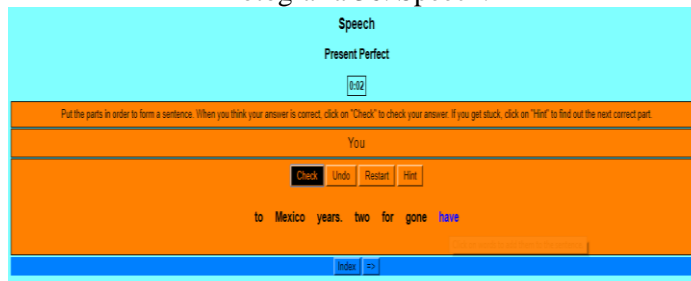 Speech
Present Perfect
0:02
Put the parts in order to form a sentence. When you think your answer is correct, click on "Check" to check your answer. If you get stuck, click on "Hint" to find out the next correct part.
You
Check Undo Restart Hint
to Mexico years. two for gone have
Index =>